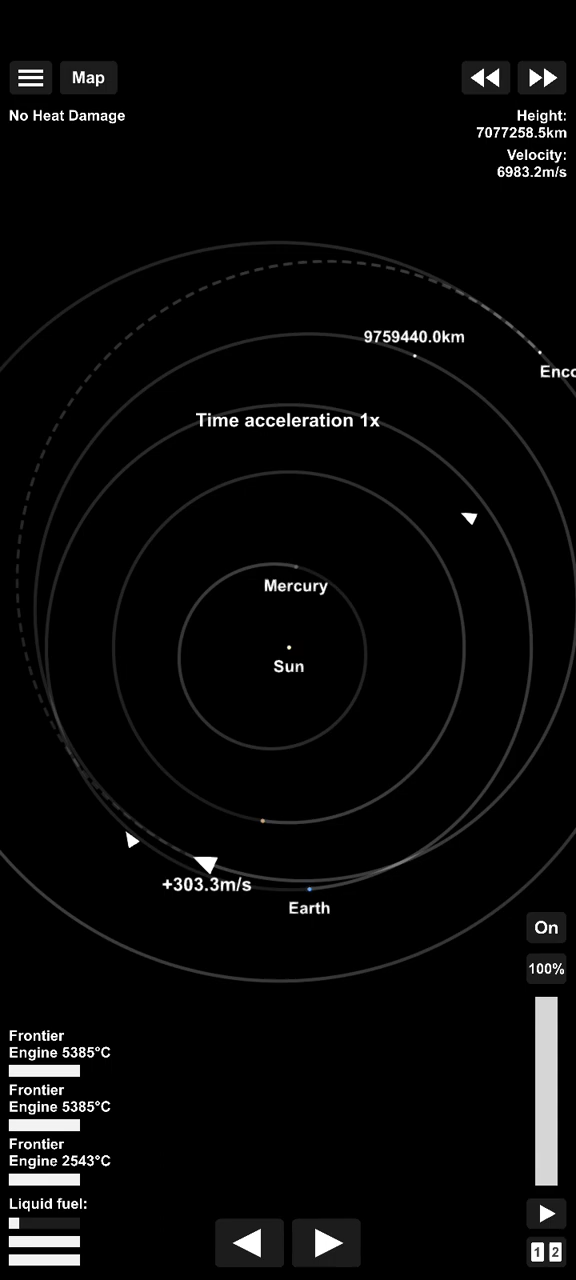 Map
No Heat Damage
Height:
7077258.5km
Velocity:
6983.2m/s
9759440.0km
Enco
Time acceleration 1x
Mercury
Sun
+303.3m/s
Earth
On
100%
Frontier
Engine 5385°C
Frontier
Engine 5385°C
Frontier
Engine 2543°C
Liquid fuel:
1 2